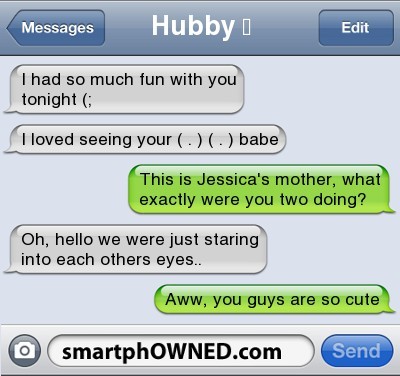 Messages
Hubby
Edit
I had so much fun with you
tonight (;
I loved seeing your ( . ) ( . ) babe
This is Jessica's mother, what
exactly were you two doing?
Oh, hello we were just staring
into each others eyes..
Aww, you guys are so cute
smartphOWNED.com
Send